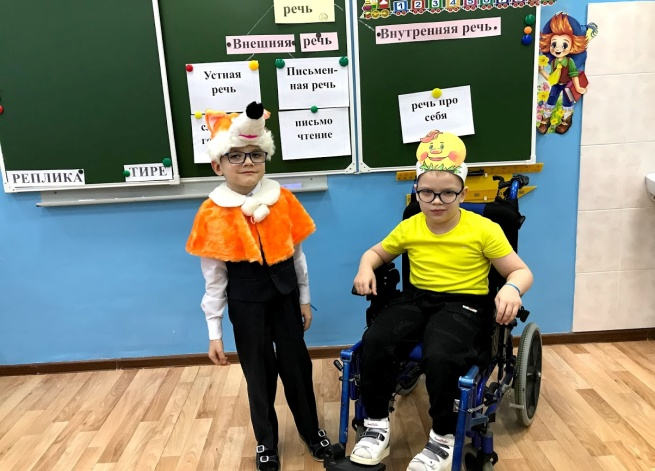 речь
Внешняя речь
Внутренняя речь.
Устная
речь
Письмен-
ная речь
речь про
себя
письмо
чтение
РЕПЛИКА
ТИРЕ